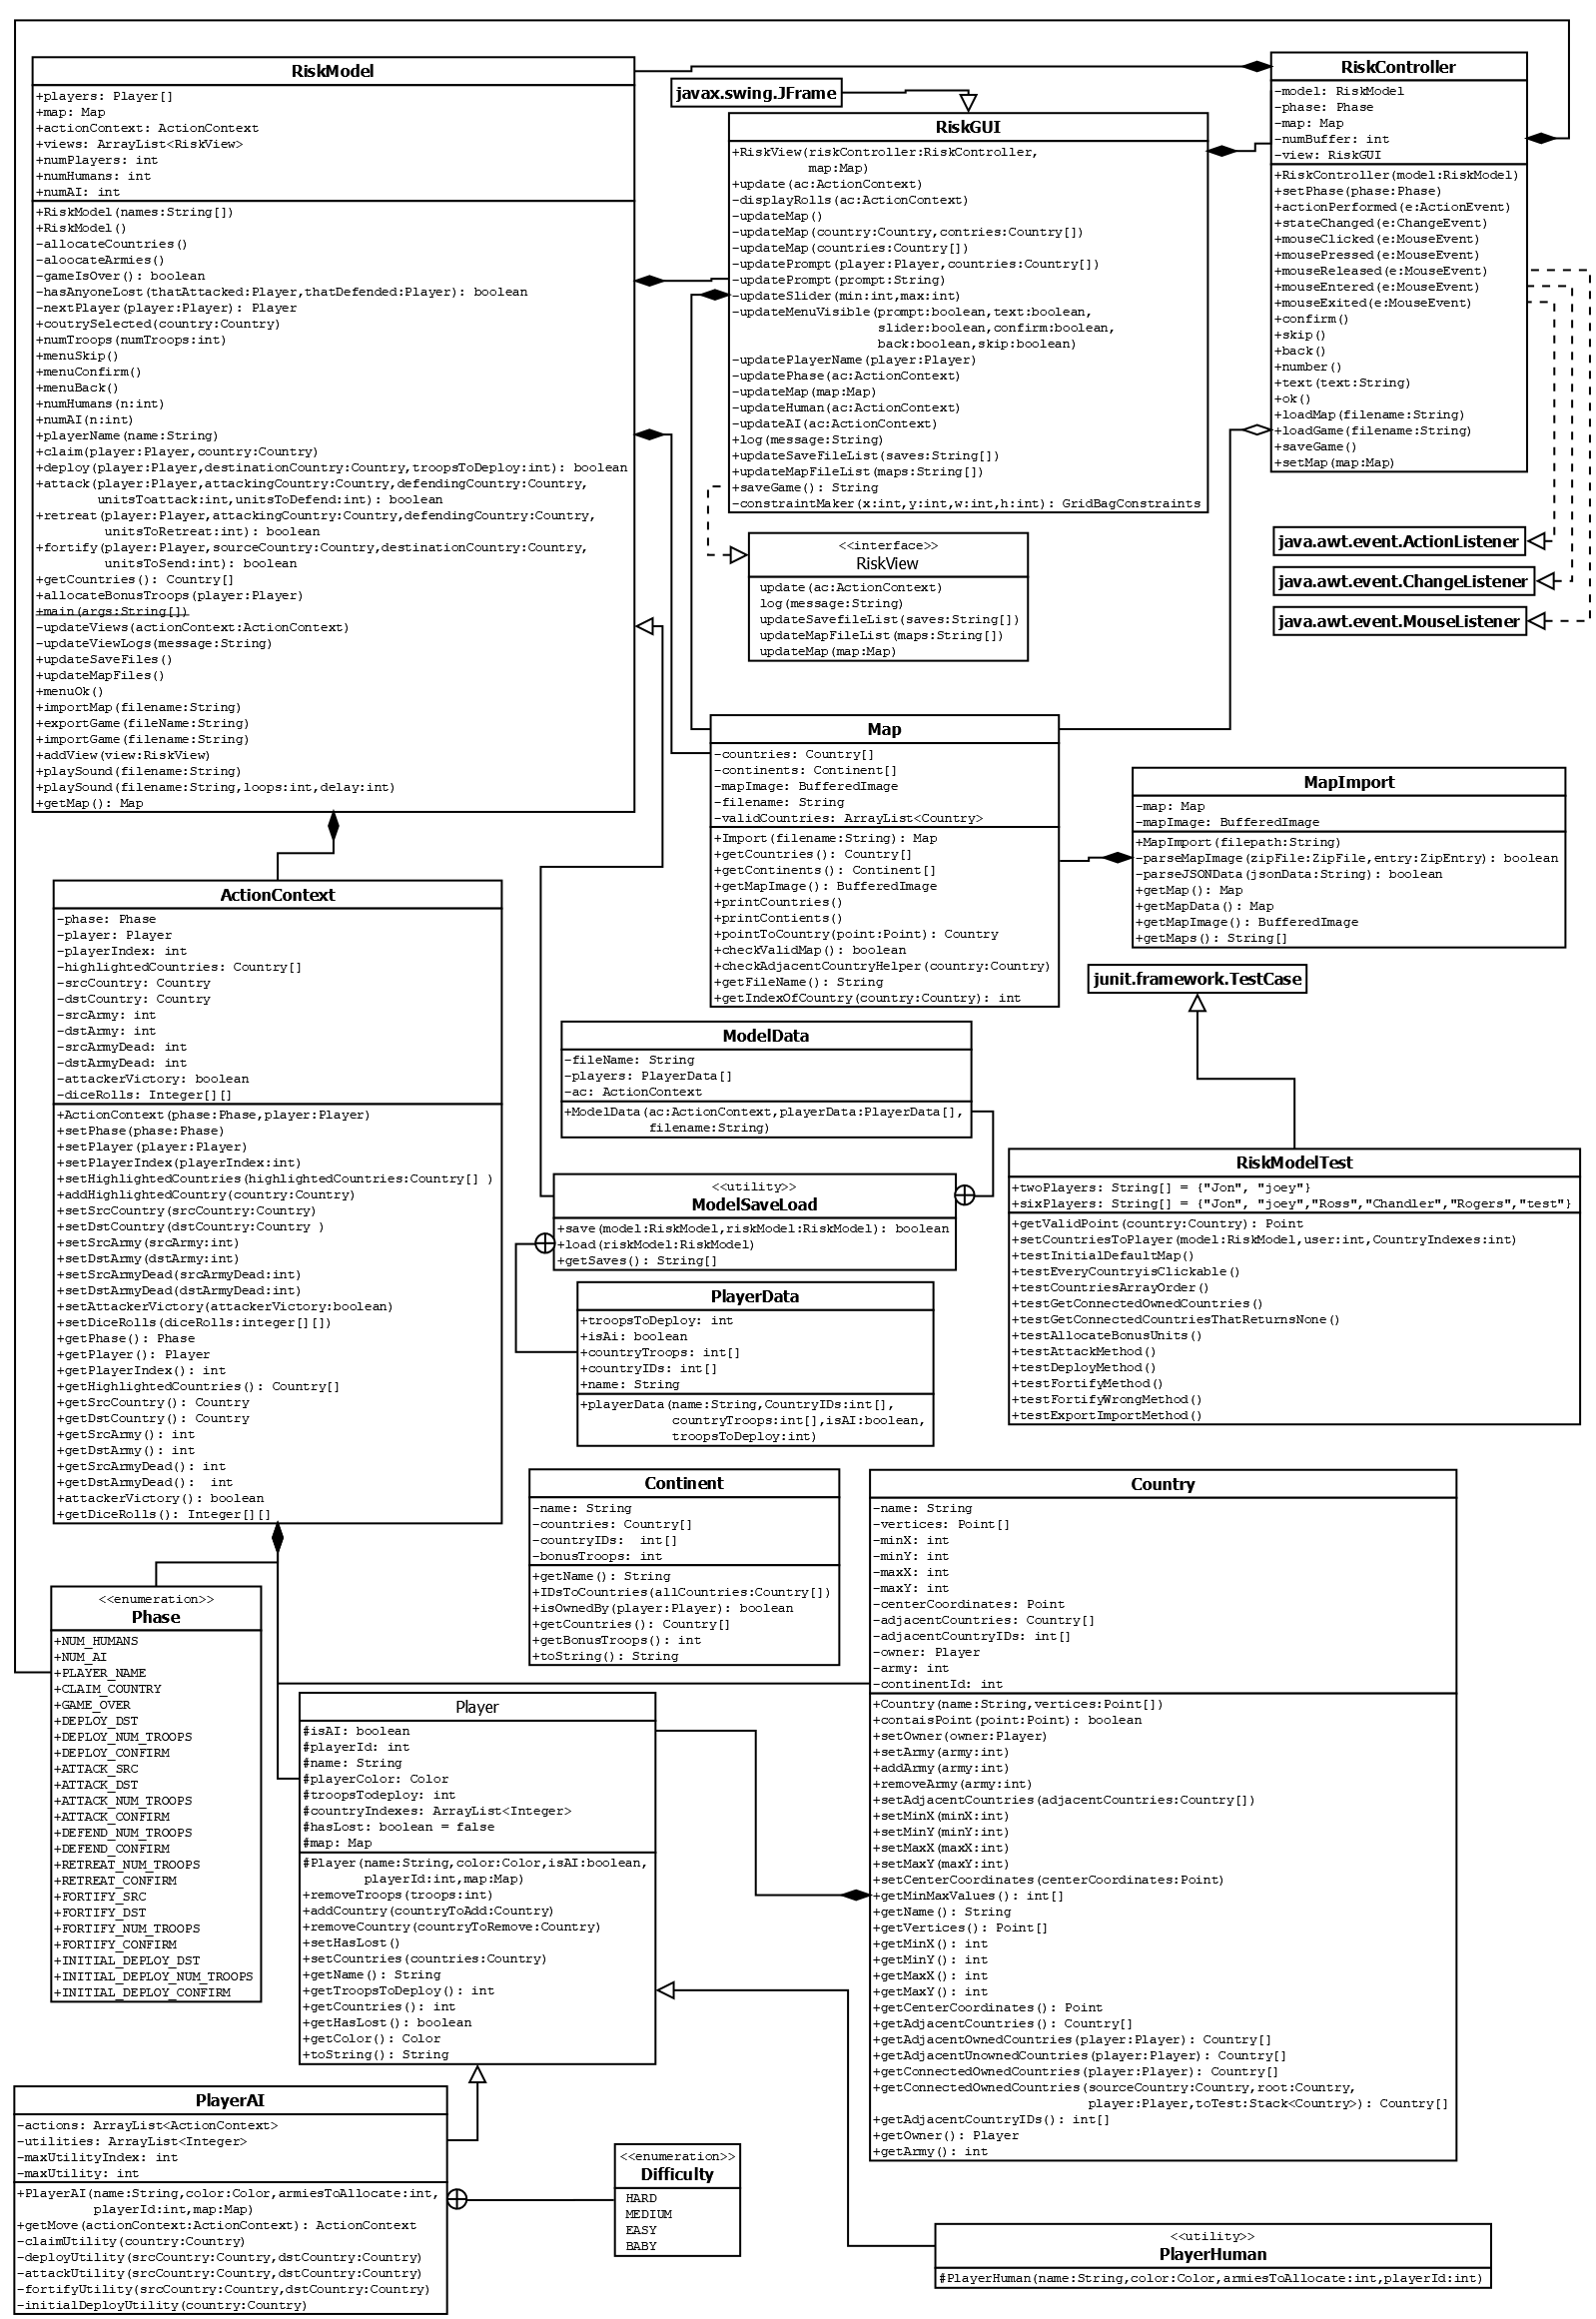 RiskModel
+players: Player[]
+map: Map
+actionContext: ActionContext
+views: ArrayList<RiskView>
+numPlayers: int
+numHumans: int
+numAI: int
+RiskModel(names:String[])
+RiskModel()
-allocateCountries()
-aloocateArmies()
-gameIsOver(): boolean
-hasAnyoneLost(thatAttacked:Player,thatDefended:Player): boolean
-nextPlayer(player:Player): Player
+coutrySelected(country:Country)
+numTroops(numTroops:int)
+menuSkip()
+menuConfirm()
+menuBack()
+numHumans(n:int)
+numAI(n:int)
+playerName(name:String)
+claim(player:Player,country:Country)
+deploy(player:Player,destinationCountry:Country,troopsToDeploy:int): boolean
+attack(player:Player,attackingCountry:Country,defendingCountry:Country,
unitsToattack:int,unitsToDefend:int): boolean
+retreat(player:Player,attackingCountry:Country,defendingCountry:Country,
unitsToRetreat:int): boolean
+fortify(player:Player,sourceCountry:Country,destinationCountry:Country,
unitsToSend:int): boolean
+getCountries(): Country[]
+allocateBonusTroops(player:Player)
+main(args:String[])
-updateViews(actionContext:ActionContext)
-updateViewLogs(message:String)
+updateSaveFiles()
+updateMapFiles()
+menuOk()
+importMap(filename:String)
+exportGame(fileName:String)
+importGame(filename:String)
+addView(view:RiskView)
+playSound(filename:String)
+playSound(filename:String,loops:int,delay:int)
+getMap(): Map
javax.swing.JFrame
RiskGUI
+RiskView(riskController:RiskController,
map:Map)
+update(ac:ActionContext)
-displayRolls(ac:ActionContext)
-updateMap()
-updateMap(country:Country,contries:Country[])
-updateMap(countries:Country[])
-updatePrompt(player:Player,countries:Country[])
-updatePrompt(prompt:String)
-updateSlider(min:int,max:int)
-updateMenuVisible(prompt:boolean,text:boolean,
slider:boolean,confirm:boolean,
back:boolean,skip:boolean)
-updatePlayerName(player:Player)
-updatePhase(ac:ActionContext)
-updateMap(map:Map)
-updateHuman(ac:ActionContext)
-updateAI(ac:ActionContext)
+log(message:String)
+updateSaveFileList(saves:String[])
+updateMapFileList(maps:String[])
+saveGame(): String
-constraintMaker(x:int,y:int,w:int,h:int): GridBagConstraints
RiskController
-model: RiskModel
-phase: Phase
-map: Map
-numBuffer: int
-view: RiskGUI
+RiskController(model:RiskModel)
+setPhase(phase:Phase)
+actionPerformed(e:ActionEvent)
+stateChanged(e:ChangeEvent)
+mouseClicked(e:MouseEvent)
+mousePressed(e:MouseEvent)
+mouseReleased(e:MouseEvent)
+mouseEntered(e:MouseEvent)
+mouseExited(e:MouseEvent)
+confirm()
+skip()
+back()
+number()
+text(text:String)
+ok()
+loadMap(filename:String)
+loadGame(filename:String)
+saveGame()
+setMap(map:Map)
<<interface>>
RiskView
update(ac:ActionContext)
log(message:String)
updateSavefileList(saves:String[])
updateMapFileList(maps:String[])
updateMap(map:Map)
java.awt.event.ActionListener
java.awt.event.ChangeListener
java.awt.event.MouseListener
Map
-countries: Country[]
-continents: Continent[]
-mapImage: BufferedImage
-filename: String
-validCountries: ArrayList<Country>
+Import(filename:String): Map
+getCountries(): Country[]
+getContinents(): Continent[]
+getMapImage(): BufferedImage
+printCountries()
+printContients()
+pointToCountry(point:Point): Country
+checkValidMap(): boolean
+checkAdjacentCountryHelper(country:Country)
+getFileName(): String
+getIndexOfCountry(country:Country): int
MapImport
-map: Map
-mapImage: BufferedImage
+MapImport(filepath:String)
-parseMapImage(zipFile:ZipFile,entry:ZipEntry): boolean
-parseJSONData(jsonData:String): boolean
+getMap(): Map
+getMapData(): Map
+getMapImage(): BufferedImage
+getMaps(): String[]
ActionContext
-phase: Phase
-player: Player
-playerIndex: int
-highlightedCountries: Country[]
-srcCountry: Country
-dstCountry: Country
-srcArmy: int
-dstArmy: int
-srcArmyDead: int
-dstArmyDead: int
-attackerVictory: boolean
-diceRolls: Integer[][]
+ActionContext(phase:Phase,player:Player)
+setPhase(phase:Phase)
+setPlayer(player:Player)
+setPlayerIndex(playerIndex:int)
+setHighlightedCountries(highlightedCountries:Country[] )
+addHighlightedCountry(country:Country)
+setSrcCountry(srcCountry:Country)
+setDstCountry(dstCountry:Country )
+setSrcArmy(srcArmy:int)
+setDstArmy(dstArmy:int)
+setSrcArmyDead(srcArmyDead:int)
+setDstArmyDead(dstArmyDead:int)
+setAttackerVictory(attackerVictory:boolean)
+setDiceRolls(diceRolls:integer[][])
+getPhase(): Phase
+getPlayer(): Player
+getPlayerIndex(): int
+getHighlightedCountries(): Country[]
+getSrcCountry(): Country
+getDstCountry(): Country
+getSrcArmy(): int
+getDstArmy(): int
+getSrcArmyDead(): int
+getDstArmyDead():  int
+attackerVictory(): boolean
+getDiceRolls(): Integer[][]
junit.framework.TestCase
ModelData
-fileName: String
-players: PlayerData[]
-ac: ActionContext
+ModelData(ac:ActionContext,playerData:PlayerData[],
filename:String)
<<utility>>
ModelSaveLoad
+save(model:RiskModel,riskModel:RiskModel): boolean
+load(riskModel:RiskModel)
+getSaves(): String[]
PlayerData
+troopsToDeploy: int
+isAi: boolean
+countryTroops: int[]
+countryIDs: int[]
+name: String
+playerData(name:String,CountryIDs:int[],
countryTroops:int[],isAI:boolean,
troopsToDeploy:int)
RiskModelTest
+twoPlayers: String[] = {"Jon", "joey"}
+sixPlayers: String[] = {"Jon", "joey","Ross","Chandler","Rogers","test"}
+getValidPoint(country:Country): Point
+setCountriesToPlayer(model:RiskModel,user:int,CountryIndexes:int)
+testInitialDefaultMap()
+testEveryCountryisClickable()
+testCountriesArrayOrder()
+testGetConnectedOwnedCountries()
+testGetConnectedCountriesThatReturnsNone()
+testAllocateBonusUnits()
+testAttackMethod()
+testDeployMethod()
+testFortifyMethod()
+testFortifyWrongMethod()
+testExportImportMethod()
Continent
-name: String
-countries: Country[]
-countryIDs:  int[]
-bonusTroops: int
+getName(): String
+IDsToCountries(allCountries:Country[])
+isOwnedBy(player:Player): boolean
+getCountries(): Country[]
+getBonusTroops(): int
+toString(): String
Country
-name: String
-vertices: Point[]
-minX: int
-minY: int
-maxX: int
-maxY: int
-centerCoordinates: Point
-adjacentCountries: Country[]
-adjacentCountryIDs: int[]
-owner: Player
-army: int
-continentId: int
+Country(name:String,vertices:Point[])
+contaisPoint(point:Point): boolean
+setOwner(owner:Player)
+setArmy(army:int)
+addArmy(army:int)
+removeArmy(army:int)
+setAdjacentCountries(adjacentCountries:Country[])
+setMinX(minX:int)
+setMinY(minY:int)
+setMaxX(maxX:int)
+setMaxY(maxY:int)
+setCenterCoordinates(centerCoordinates:Point)
+getMinMaxValues(): int[]
+getName(): String
+getVertices(): Point[]
+getMinX(): int
+getMinY(): int
+getMaxX(): int
+getMaxY(): int
+getCenterCoordinates(): Point
+getAdjacentCountries(): Country[]
+getAdjacentOwnedCountries(player:Player): Country[]
+getAdjacentUnownedCountries(player:Player): Country[]
+getConnectedOwnedCountries(player:Player): Country[]
+getConnectedOwnedCountries(sourceCountry:Country,root:Country,
player:Player,toTest:Stack<Country>): Country[]
+getAdjacentCountryIDs(): int[]
+getOwner(): Player
+getArmy(): int
<<enumeration>>
Phase
+NUM_HUMANS
+NUM_AI
+PLAYER_NAME
+CLAIM_COUNTRY
+GAME_OVER
+DEPLOY_DST
+DEPLOY_NUM_TROOPS
+DEPLOY_CONFIRM
+ATTACK_SRC
+ATTACK_DST
+ATTACK_NUM_TROOPS
+ATTACK_CONFIRM
+DEFEND_NUM_TROOPS
+DEFEND_CONFIRM
+RETREAT_NUM_TROOPS
+RETREAT_CONFIRM
+FORTIFY_SRC
+FORTIFY_DST
+FORTIFY_NUM_TROOPS
+FORTIFY_CONFIRM
+INITIAL_DEPLOY_DST
+INITIAL_DEPLOY_NUM_TROOPS
+INITIAL_DEPLOY_CONFIRM
Player
#isAI: boolean
#playerId: int
#name: String
#playerColor: Color
#troopsTodeploy: int
#countryIndexes: ArrayList<Integer>
#hasLost: boolean = false
#map: Map
#Player(name:String,color:Color,isAI:boolean,
playerId:int,map:Map)
+removeTroops(troops:int)
+addCountry(countryToAdd:Country)
+removeCountry(countryToRemove:Country)
+setHasLost()
+setCountries(countries:Country)
+getName(): String
+getTroopsToDeploy(): int
+getCountries(): int
+getHasLost(): boolean
+getColor(): Color
+toString(): String
PlayerAI
-actions: ArrayList<ActionContext>
-utilities: ArrayList<Integer>
-maxUtilityIndex: int
-maxUtility: int
+PlayerAI(name:String,color:Color,armiesToAllocate:int,
playerId:int,map:Map)
+getMove(actionContext:ActionContext): ActionContext
-claimUtility(country:Country)
-deployUtility(srcCountry:Country,dstCountry:Country)
-attackUtility(srcCountry:Country,dstCountry:Country)
-fortifyUtility(srcCountry:Country,dstCountry:Country)
-initialDeployUtility(country:Country)
<<enumeration>>
Difficulty
HARD
MEDIUM
EASY
BABY
<<utility>>
PlayerHuman
#PlayerHuman(name:String,color:Color,armiesToAllocate:int,playerId:int)